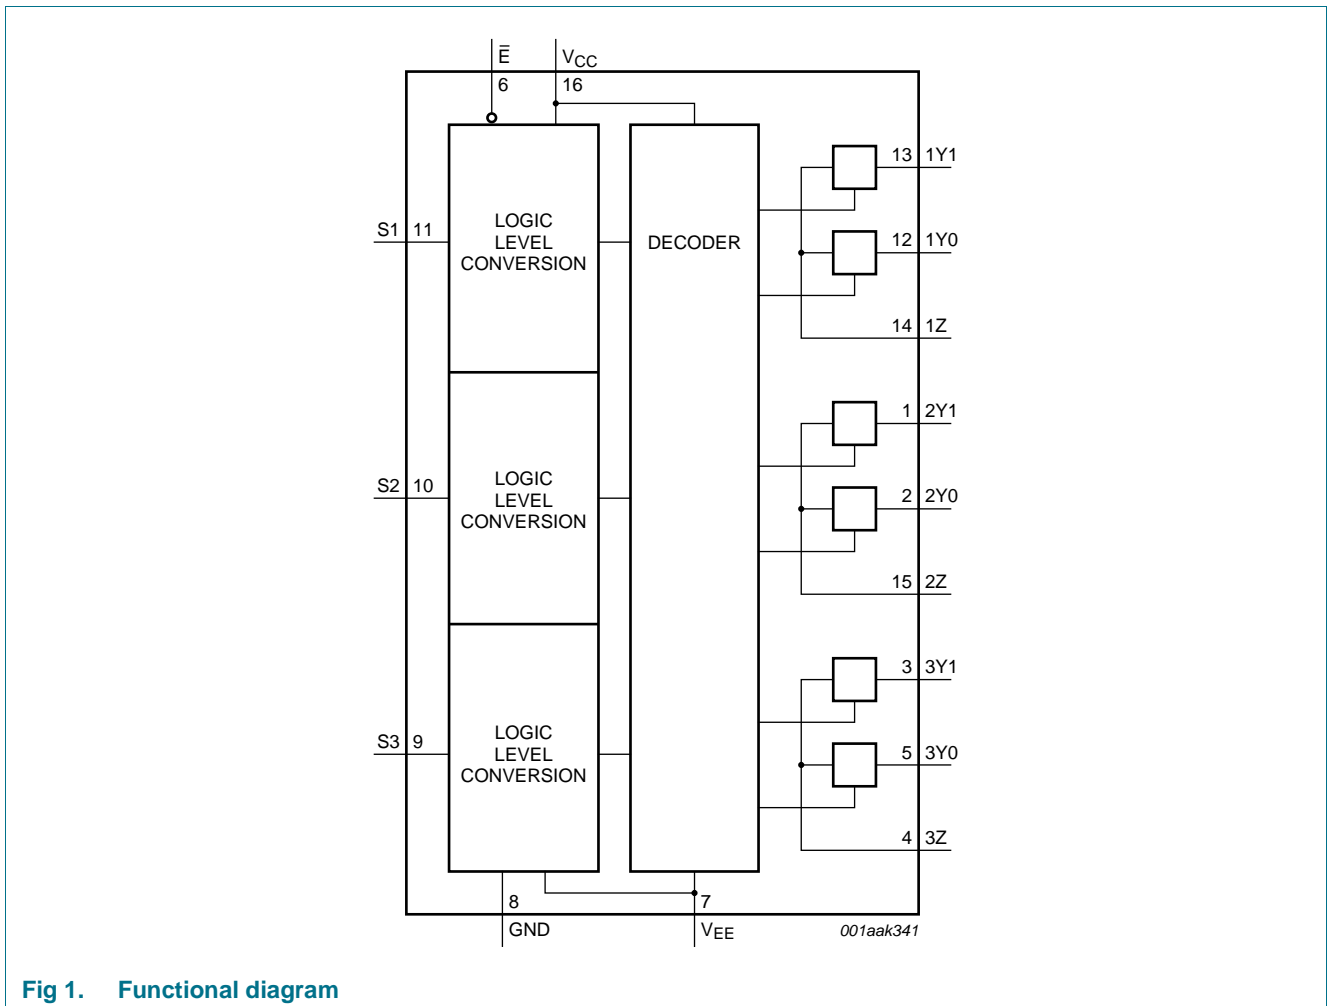 E̅ VCC
6 16
13 1Y1
S1 11
LOGIC
LEVEL
CONVERSION
DECODER
12 1Y0
14 1Z
1 2Y1
S2 10
LOGIC
LEVEL
CONVERSION
2 2Y0
15 2Z
3 3Y1
S3 9
LOGIC
LEVEL
CONVERSION
5 3Y0
4 3Z
8 7
GND VEE 001aak341
Fig 1. Functional diagram